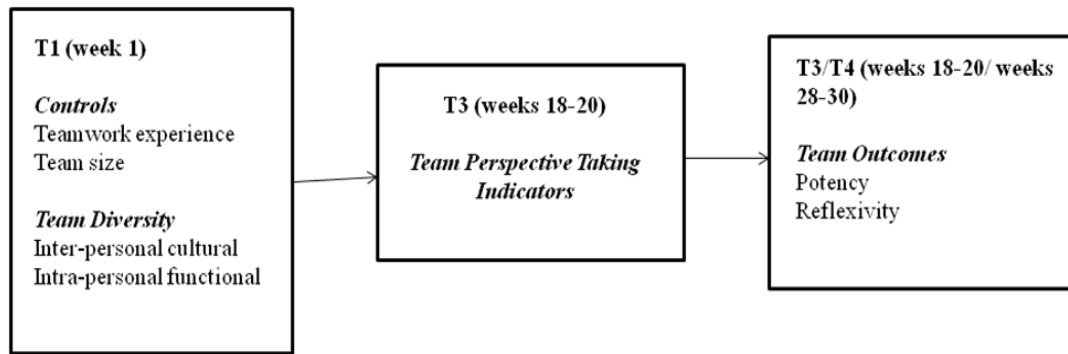 T1 (week 1)
Controls
Teamwork experience
Team size
Team Diversity
Inter-personal cultural
Intra-personal functional
T3 (weeks 18-20)
Team Perspective Taking
Indicators
T3/T4 (weeks 18-20/ weeks
28-30)
Team Outcomes
Potency
Reflexivity